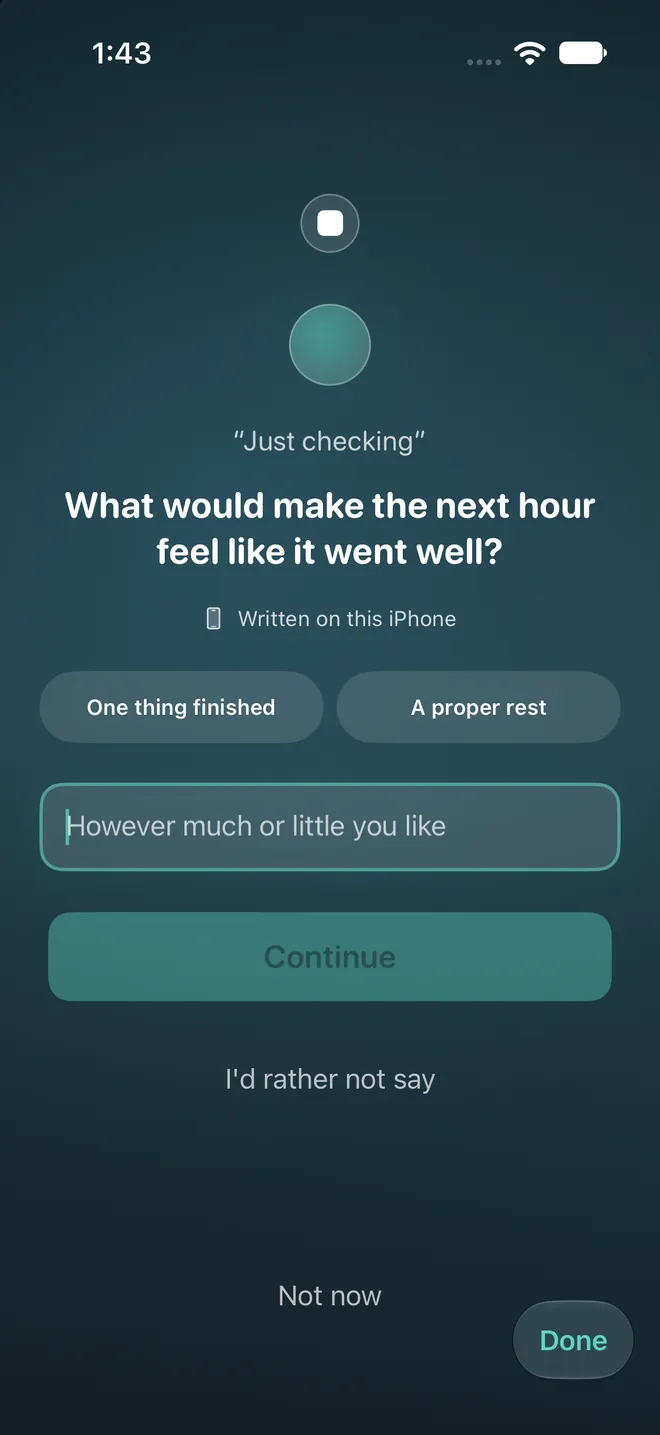 1:43
“Just checking”
What would make the next hour
feel like it went well?
Written on this iPhone
One thing finished
A proper rest
However much or little you like
Continue
I'd rather not say
Not now
Done